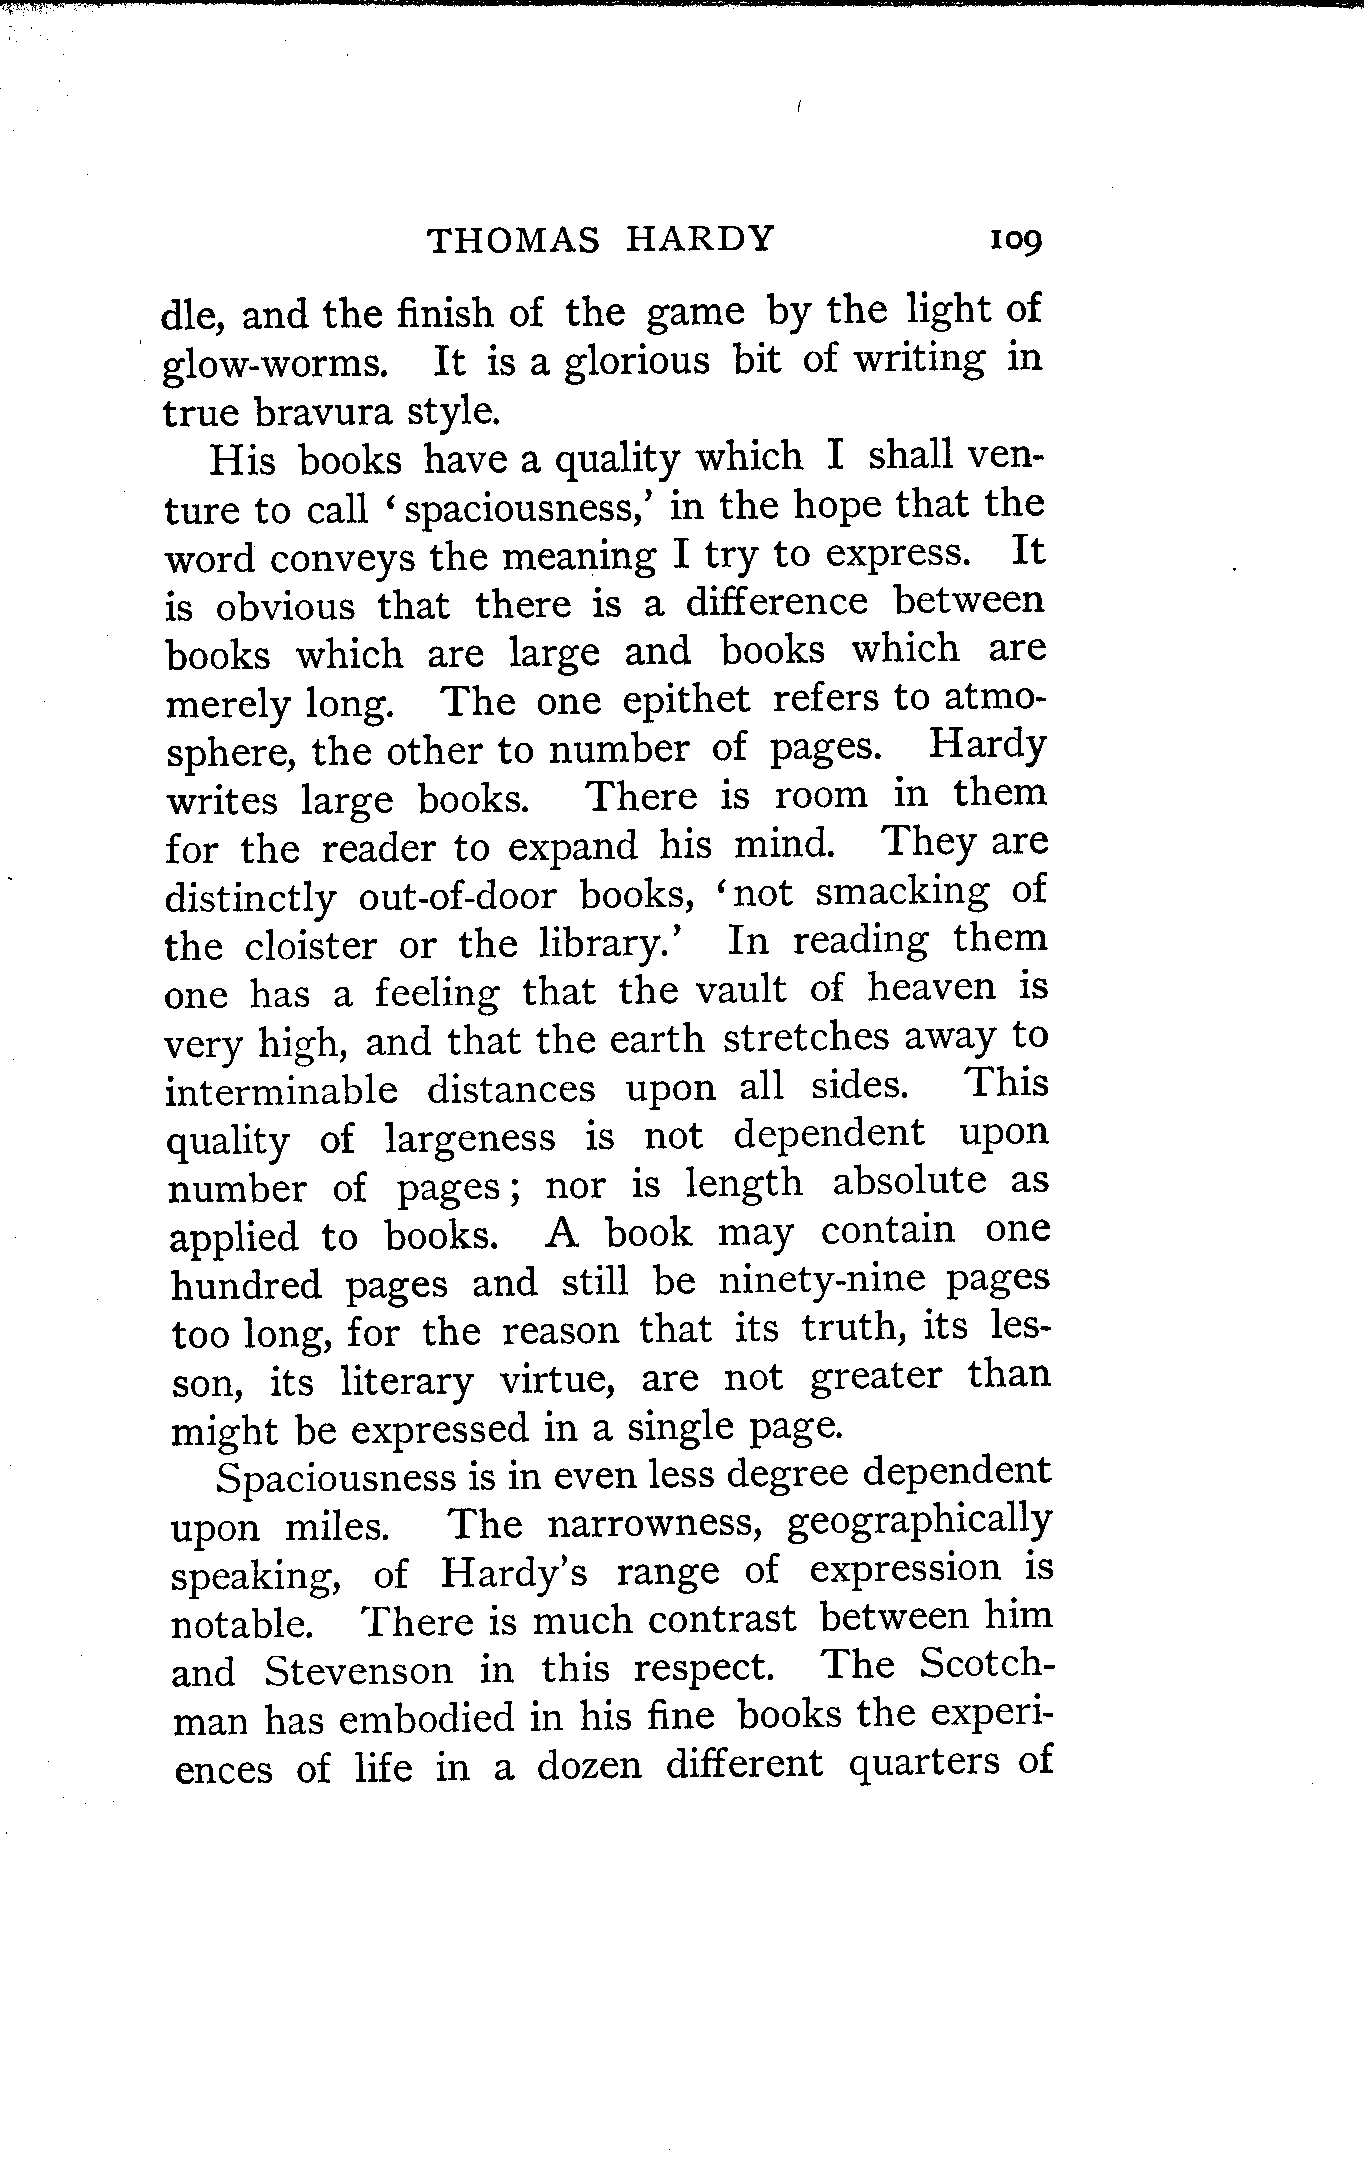 THOMAS HARDY 109
dle, and the finish of the game by the light of
glow-worms. It is a glorious bit of writing in
true bravura style.
His books have a quality which I shall ven-
ture to call ‘spaciousness,’ in the hope that the
word conveys the meaning I try to express. It
is obvious that there is a difference between
books which are large and books which are
merely long. The one epithet refers to atmo-
sphere, the other to number of pages. Hardy
writes large books. There is room in them
for the reader to expand his mind. They are
distinctly out-of-door books, ‘not smacking of
the cloister or the library.’ In reading them
one has a feeling that the vault of heaven is
very high, and that the earth stretches away to
interminable distances upon all sides. This
quality of largeness is not dependent upon
number of pages; nor is length absolute as
applied to books. A book may contain one
hundred pages and still be ninety-nine pages
too long, for the reason that its truth, its les-
son, its literary virtue, are not greater than
might be expressed in a single page.
Spaciousness is in even less degree dependent
upon miles. The narrowness, geographically
speaking, of Hardy's range of expression is
notable. There is much contrast between him
and Stevenson in this respect. The Scotch-
man has embodied in his fine books the experi-
ences of life in a dozen different quarters of